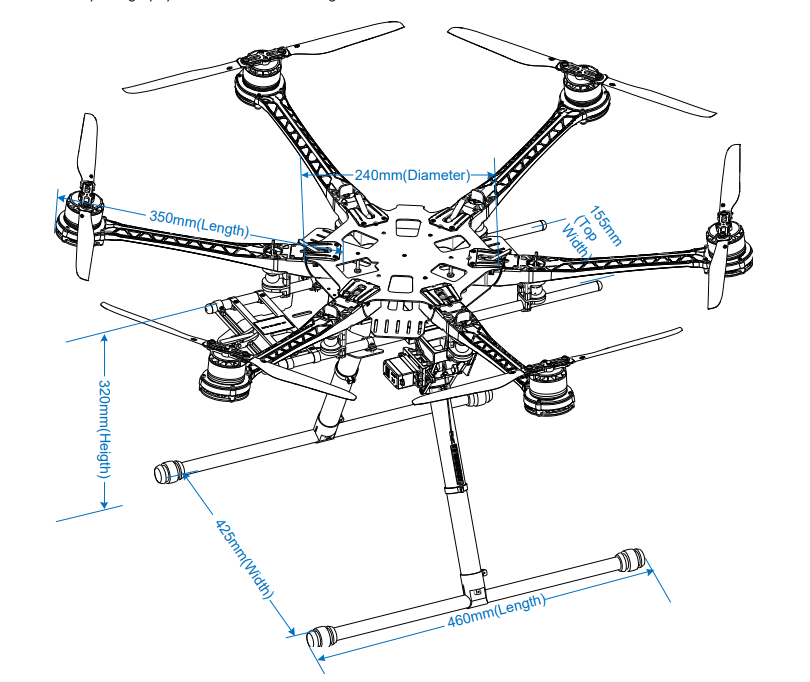 240mm(Diameter)
350mm(Length)
155mm
(Top
Width)
320mm(Heigth)
425mm(Width)
460mm(Length)